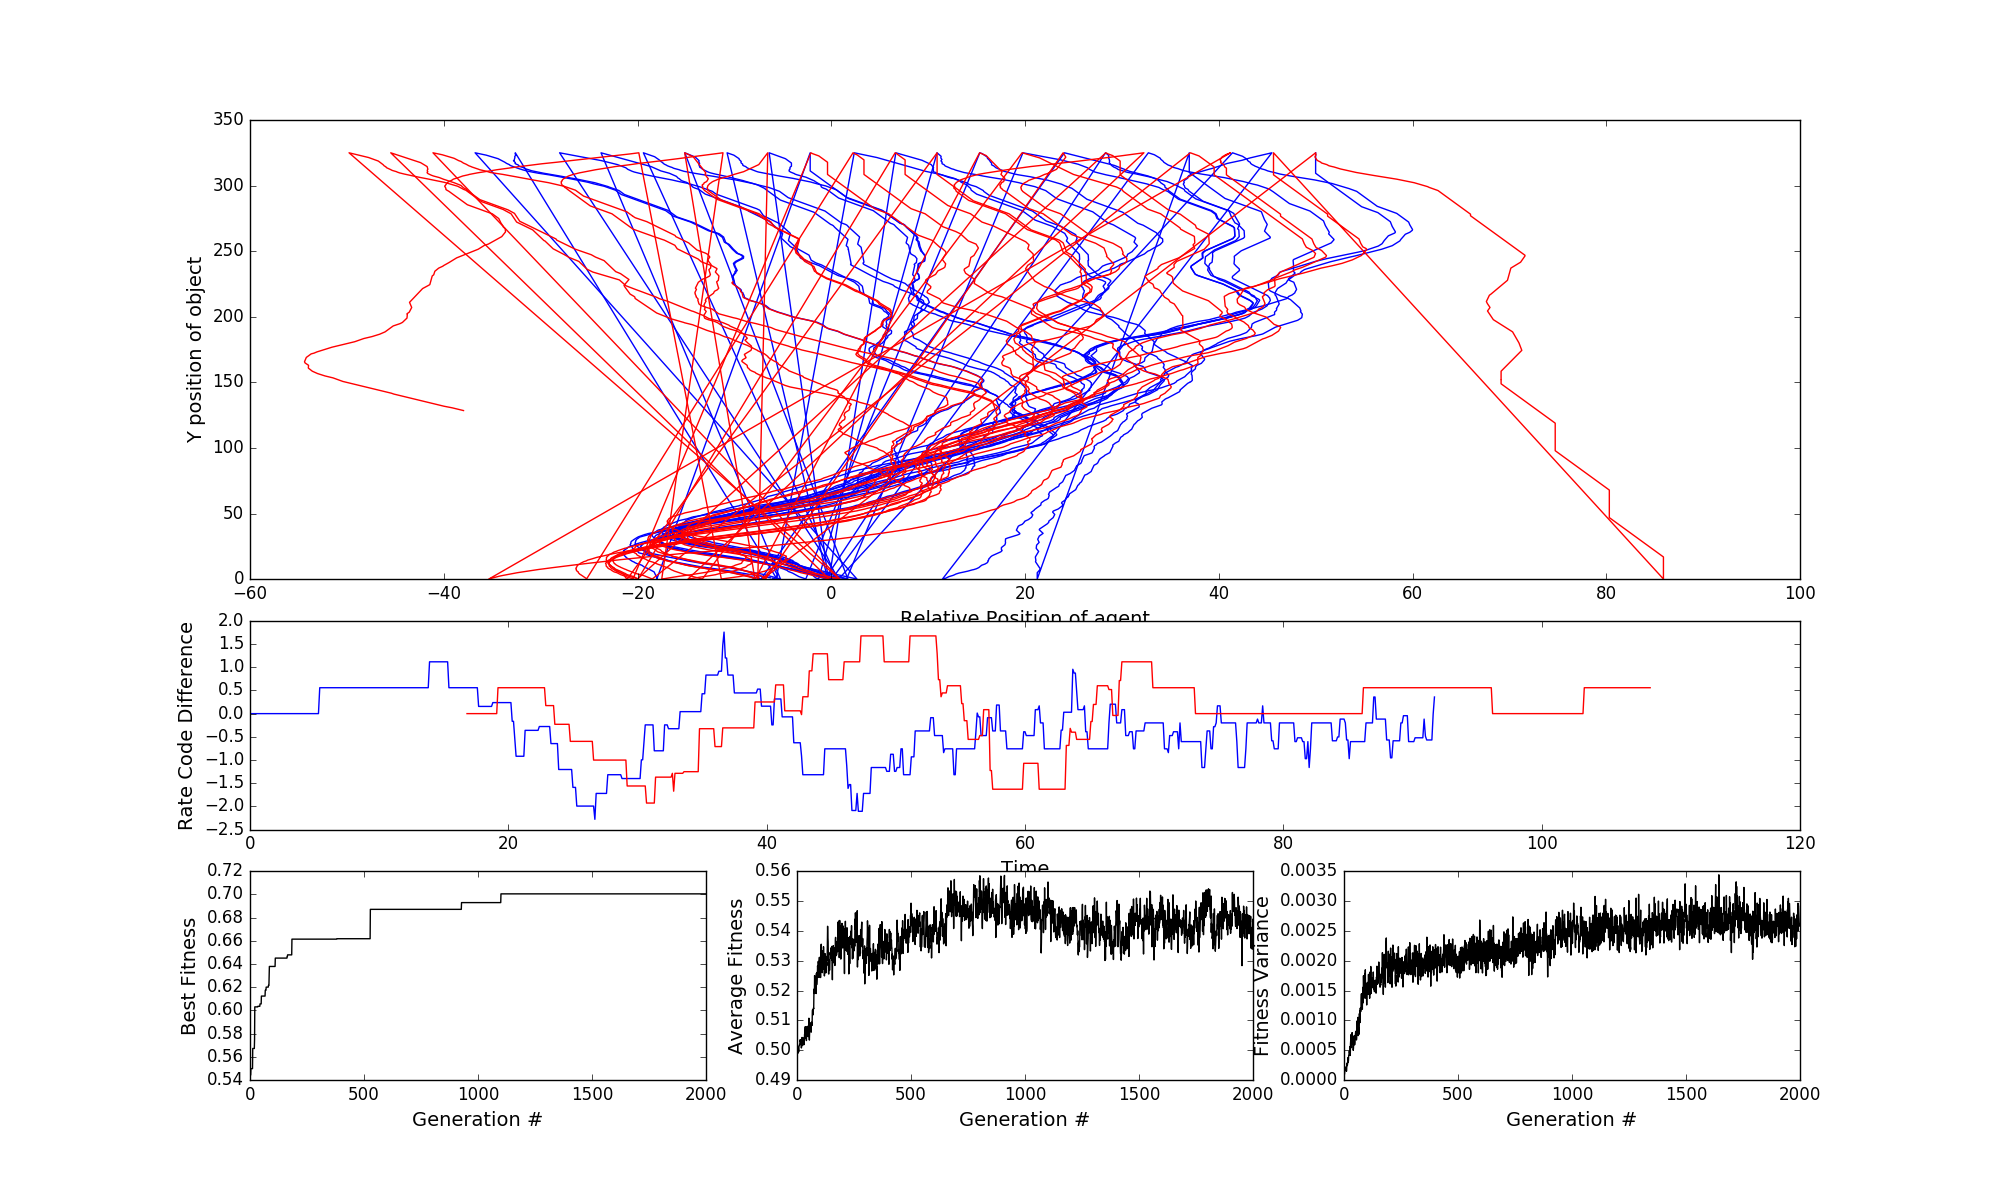 350
300
250
200
150
100
50
0
Y position of object
−60 −40 −20 0 20 40 60 80 100
Relative Position of agent
2.0
1.5
1.0
0.5
0.0
−0.5
−1.0
−1.5
−2.0
−2.5
Rate Code Difference
0 20 40 60 80 100 120
Time
0.72
0.70
0.68
0.66
0.64
0.62
0.60
0.58
0.56
0.54
Best Fitness
0 500 1000 1500 2000
Generation #
0.56
0.55
0.54
0.53
0.52
0.51
0.50
0.49
Average Fitness
0 500 1000 1500 2000
Generation #
0.0035
0.0030
0.0025
0.0020
0.0015
0.0010
0.0005
0.0000
Fitness Variance
0 500 1000 1500 2000
Generation #